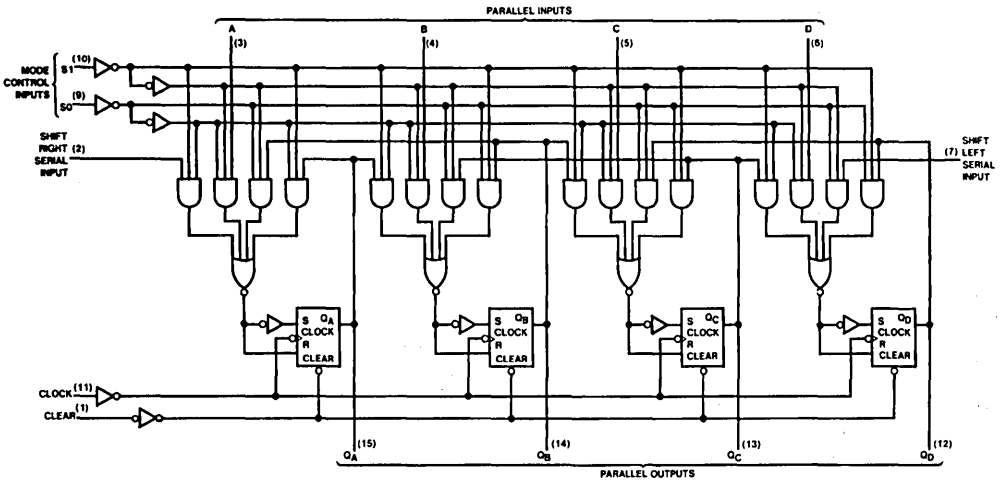 PARALLEL INPUTS
A B C D
(3) (4) (5) (6)
MODE CONTROL INPUTS
S1 (10)
S0 (9)
SHIFT RIGHT SERIAL INPUT
(2)
SHIFT LEFT SERIAL INPUT
(7)
S QA
CLOCK
R
CLEAR
S QB
CLOCK
R
CLEAR
S QC
CLOCK
R
CLEAR
S QD
CLOCK
R
CLEAR
CLOCK (11)
CLEAR (1)
QA (15)
QB (14)
QC (13)
QD (12)
PARALLEL OUTPUTS